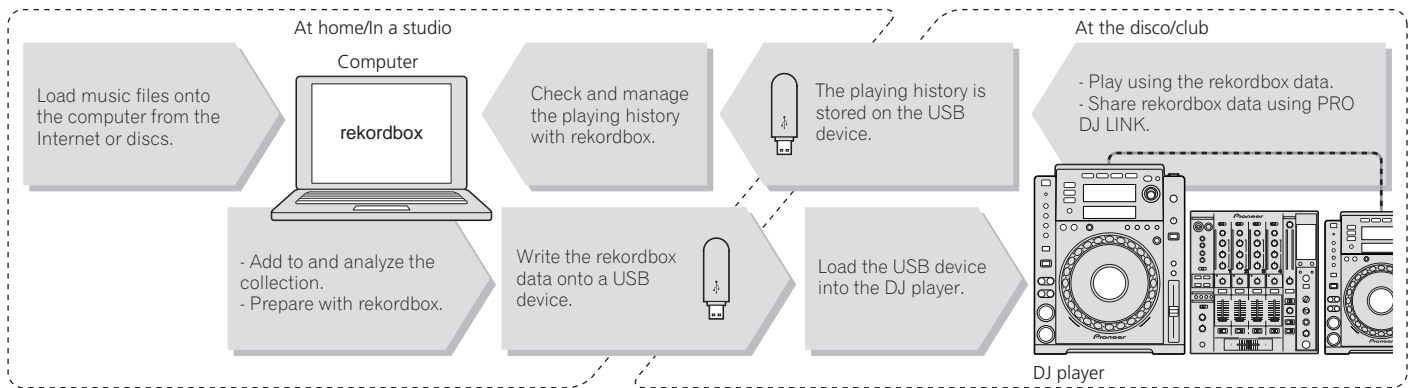 At home/In a studio
At the disco/club
Load music files onto
the computer from the
Internet or discs.
Computer
rekordbox
Check and manage
the playing history
with rekordbox.
The playing history is
stored on the USB
device.
- Play using the rekordbox data.
- Share rekordbox data using PRO
DJ LINK.
- Add to and analyze the
collection.
- Prepare with rekordbox.
Write the rekordbox
data onto a USB
device.
Load the USB device
into the DJ player.
Pioneer
Pioneer
Pioneer
DJ player